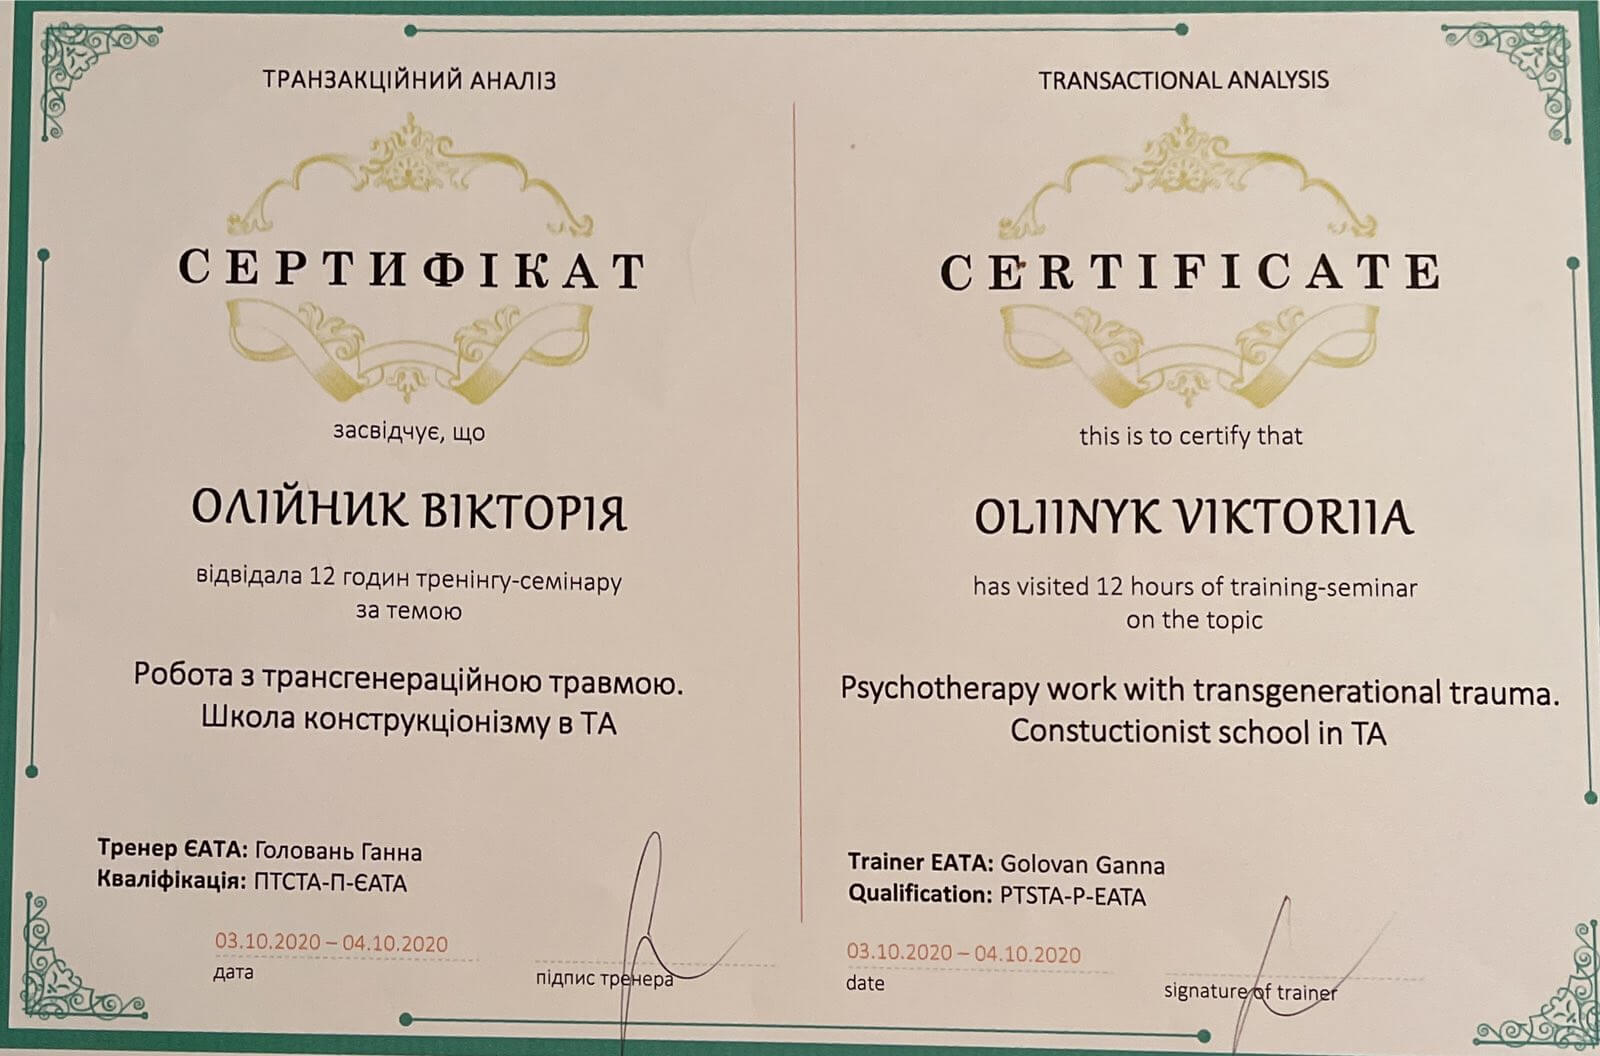 ТРАНЗАКЦІЙНИЙ АНАЛІЗ
СЕРТИФІКАТ
засвідчує, що
ОЛІЙНИК ВІКТОРІЯ
відвідала 12 годин тренінгу-семінару
за темою
Робота з трансгенераційною травмою.
Школа конструкціонізму в ТА
Тренер ЄАТА: Головань Ганна
Кваліфікація: ПТСТА-П-ЄАТА
03.10.2020 – 04.10.2020
дата
підпис тренера
TRANSACTIONAL ANALYSIS
CERTIFICATE
this is to certify that
OLIINYK VIKTORIIA
has visited 12 hours of training-seminar
on the topic
Psychotherapy work with transgenerational trauma.
Constuctionist school in TA
Trainer EATA: Golovan Ganna
Qualification: PTSTA-P-EATA
03.10.2020 – 04.10.2020
date
signature of trainer